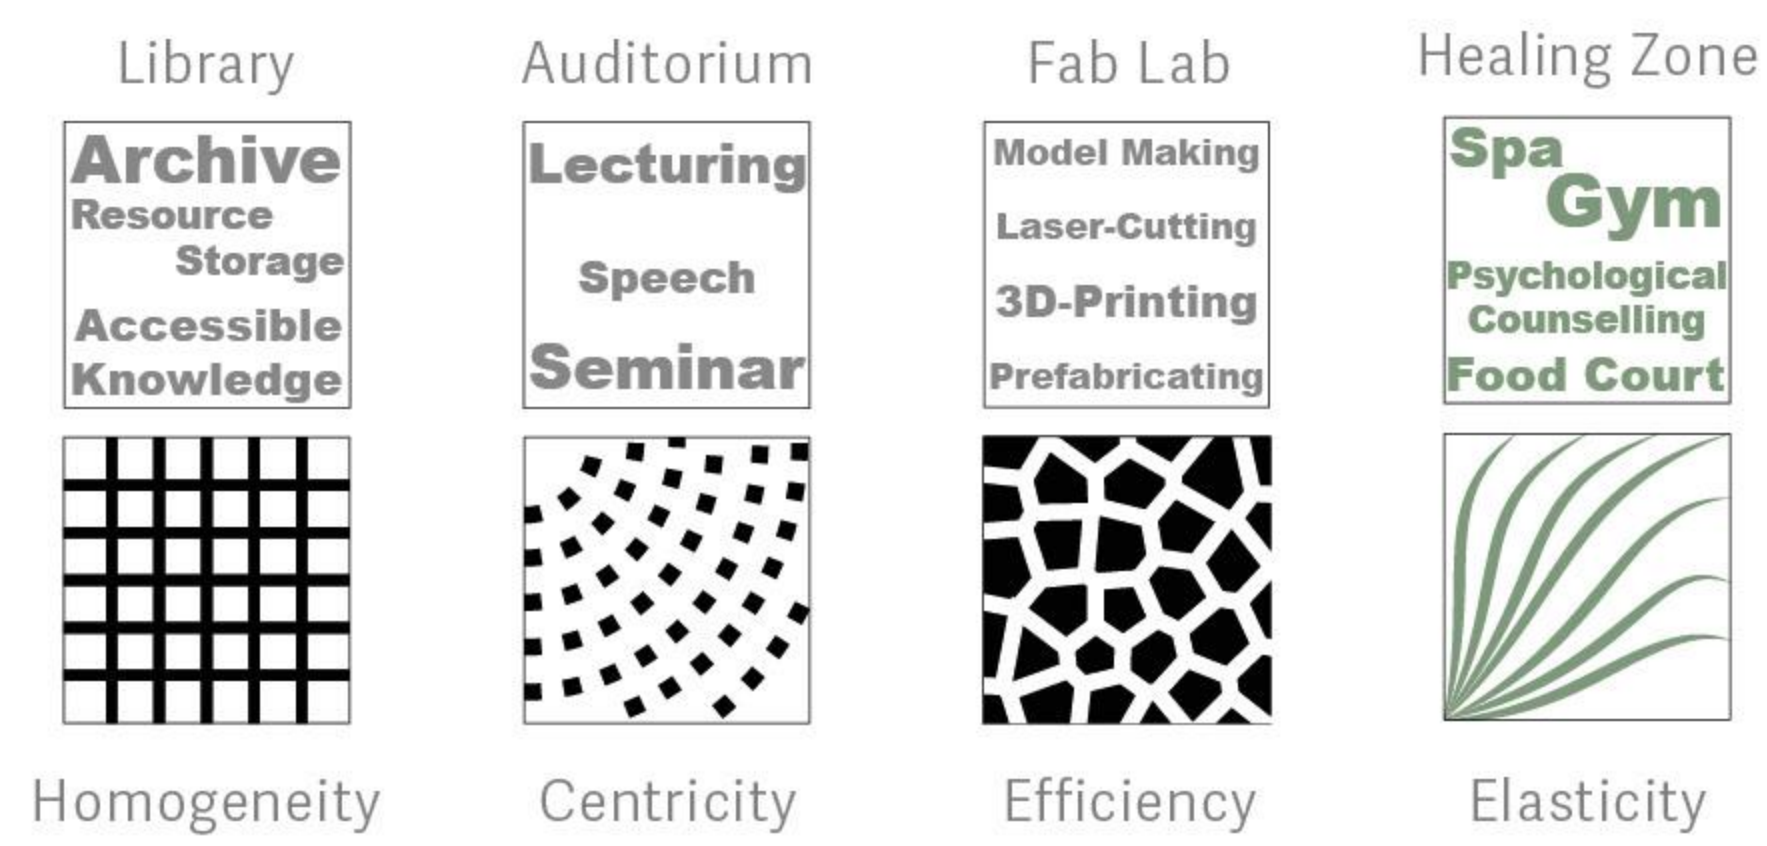 Library
Auditorium
Fab Lab
Healing Zone
Archive
Resource
Storage
Accessible
Knowledge
Lecturing
Speech
Seminar
Model Making
Laser-Cutting
3D-Printing
Prefabricating
Spa
Gym
Psychological
Counselling
Food Court
Homogeneity
Centricity
Efficiency
Elasticity